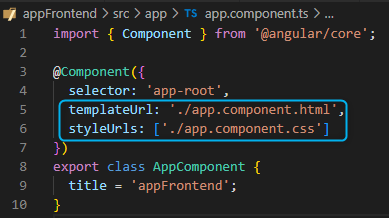 appFrontend > src > app > TS app.component.ts > ...
1 import { Component } from '@angular/core';
2
3 @Component({
4 selector: 'app-root',
5 templateUrl: './app.component.html',
6 styleUrls: ['./app.component.css']
7 })
8 export class AppComponent {
9 title = 'appFrontend';
10 }